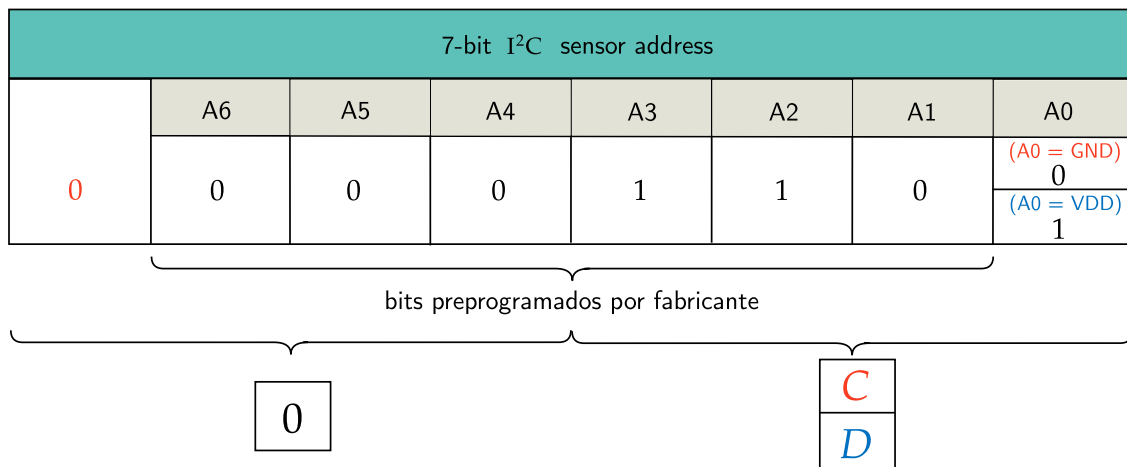 7-bit I²C sensor address
A6 A5 A4 A3 A2 A1 A0
0 0 0 0 1 1 0
(A0 = GND)
0
(A0 = VDD)
1
bits preprogramados por fabricante
0
C
D